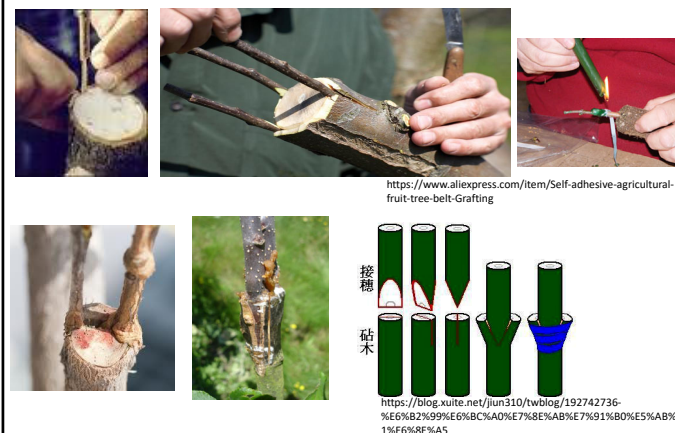 https://www.aliexpress.com/item/Self-adhesive-agricultural-
fruit-tree-belt-Grafting
接穗
砧木
https://blog.xuite.net/jiun310/twblog/192742736-
%E6%B2%99%E6%BC%A0%E7%8E%AB%E7%91%B0%E5%AB%
1%E6%8E%A5